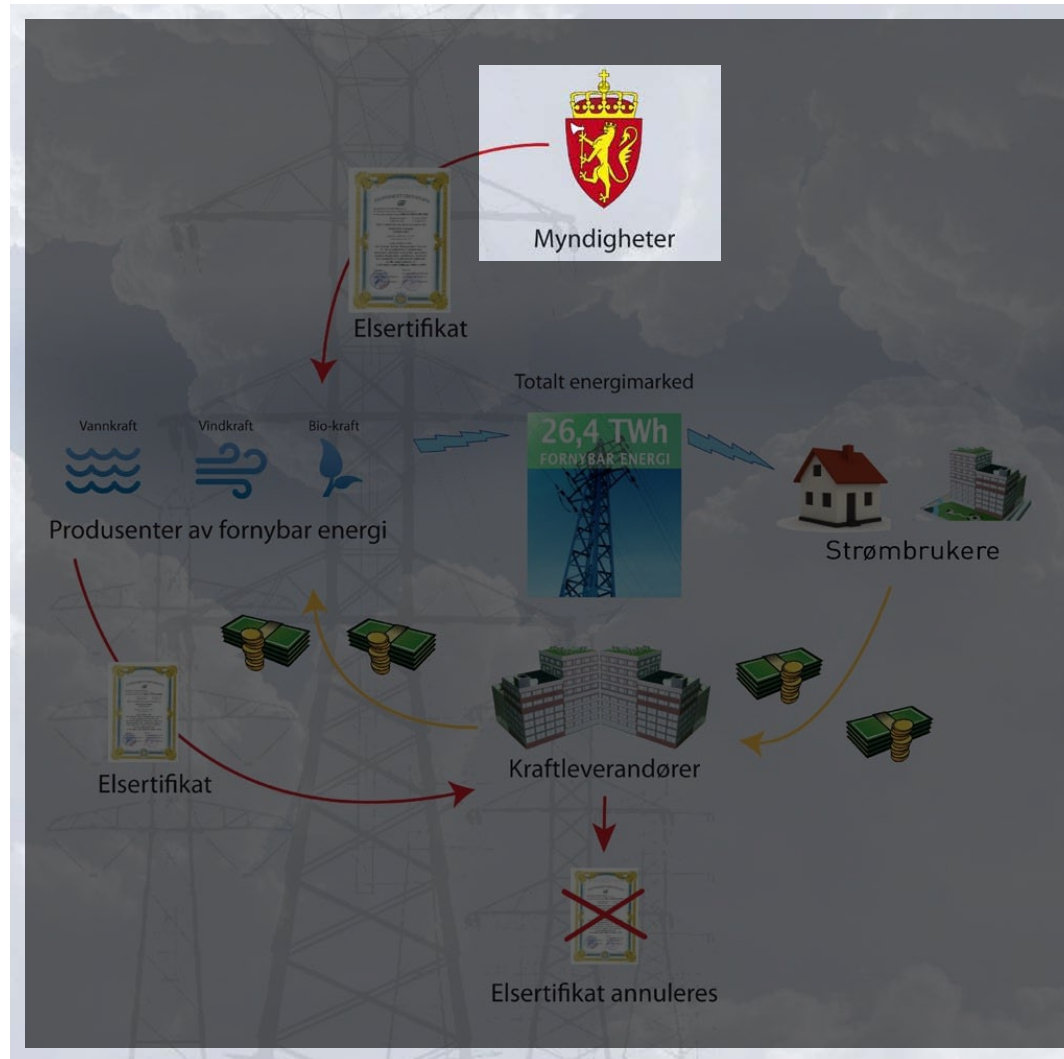 Myndigheter
Elsertifikat
Totalt energimarked
Vannkraft
Vindkraft
Bio-kraft
26,4 TWh
FORNYBAR ENERGI
Produsenter av fornybar energi
Strømbrukere
Elsertifikat
Kraftleverandører
Elsertifikat annuleres